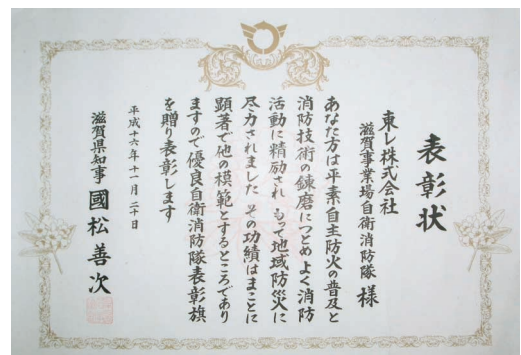 表彰状
東レ株式会社
滋賀事業場自衛消防隊 様
あなた方は平素自主防火の普及と
消防技術の錬磨につとめ よく消防
活動に精励され もって地域防災に
尽力されました その功績はまことに
顕著で他の模範とするところであり
ますので優良自衛消防隊表彰旗
を贈り表彰します
平成十六年十一月二十日
滋賀県知事 國松善次